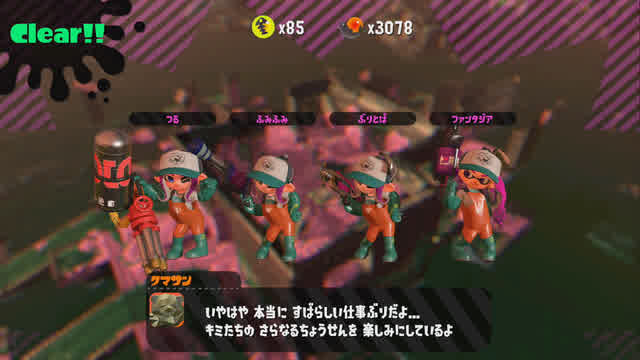 Clear!!
x85
x3078
つる
ふみふみ
ぷりとぱ
ファンタジア
クマサン
いやはや 本当に すばらしい仕事ぶりだよ...
キミたちの さらなるちょうせんを 楽しみにしているよ